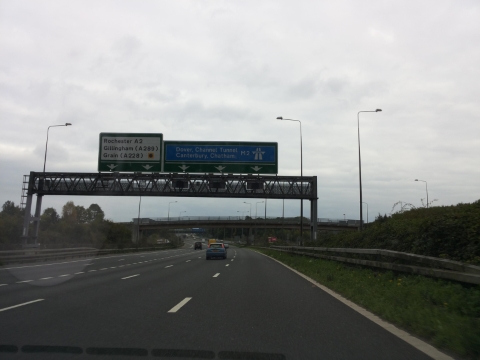 Rochester A2
Gillingham (A289)
Grain (A228)
Dover, Channel Tunnel
Canterbury, Chatham M2